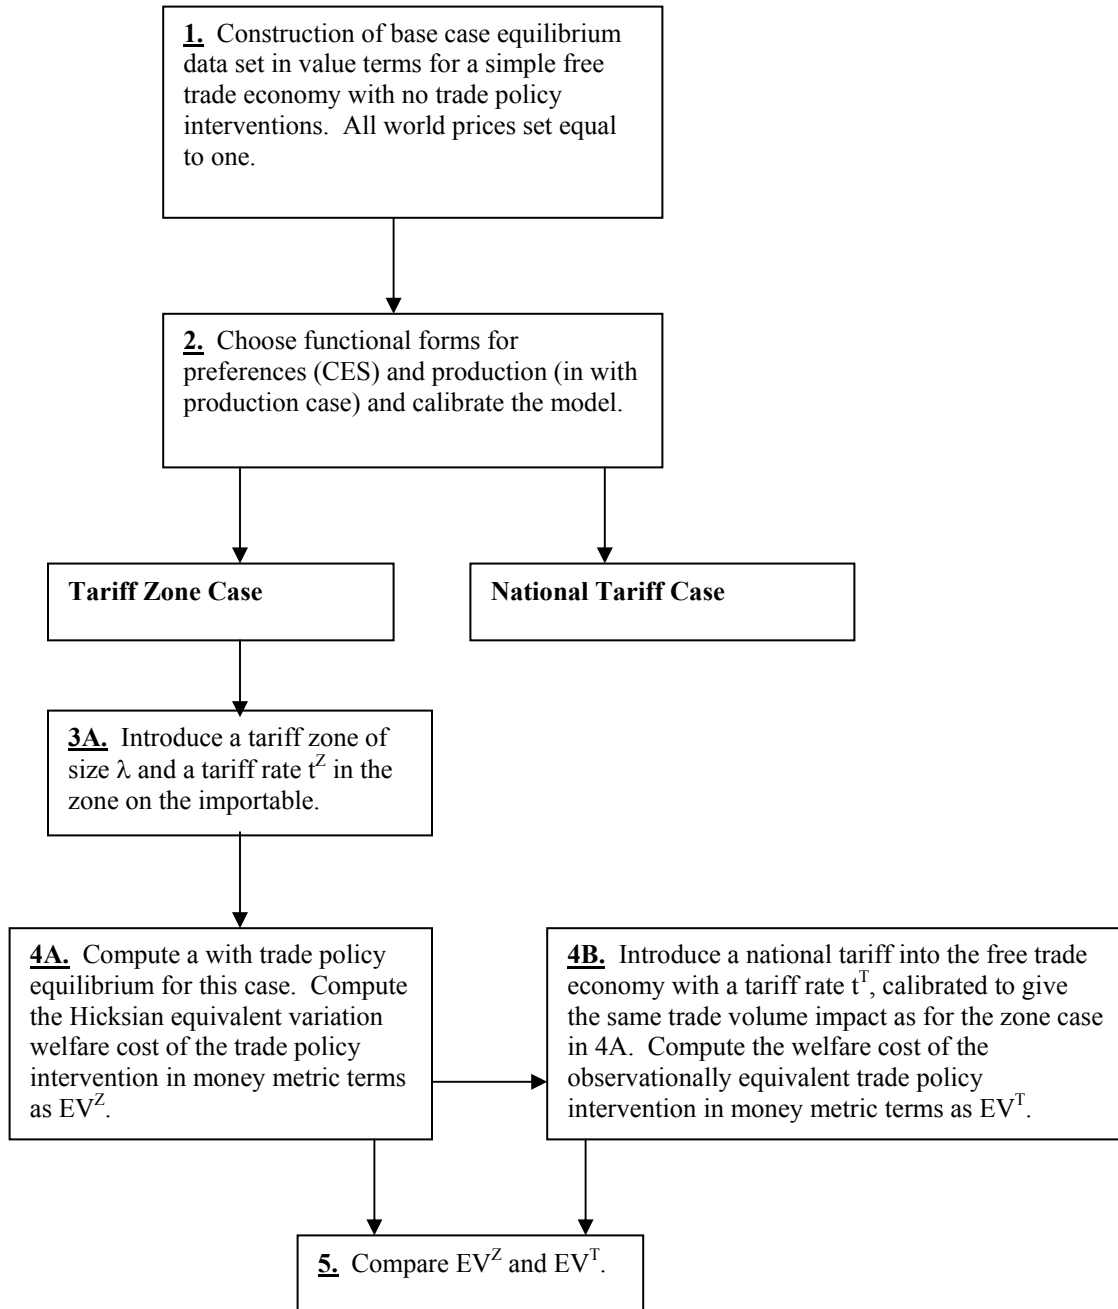 1. Construction of base case equilibrium
data set in value terms for a simple free
trade economy with no trade policy
interventions. All world prices set equal
to one.
2. Choose functional forms for
preferences (CES) and production (in with
production case) and calibrate the model.
Tariff Zone Case
National Tariff Case
3A. Introduce a tariff zone of
size λ and a tariff rate t^Z in the
zone on the importable.
4A. Compute a with trade policy
equilibrium for this case. Compute
the Hicksian equivalent variation
welfare cost of the trade policy
intervention in money metric terms
as EV^Z.
4B. Introduce a national tariff into the free trade
economy with a tariff rate t^T, calibrated to give
the same trade volume impact as for the zone case
in 4A. Compute the welfare cost of the
observationally equivalent trade policy
intervention in money metric terms as EV^T.
5. Compare EV^Z and EV^T.